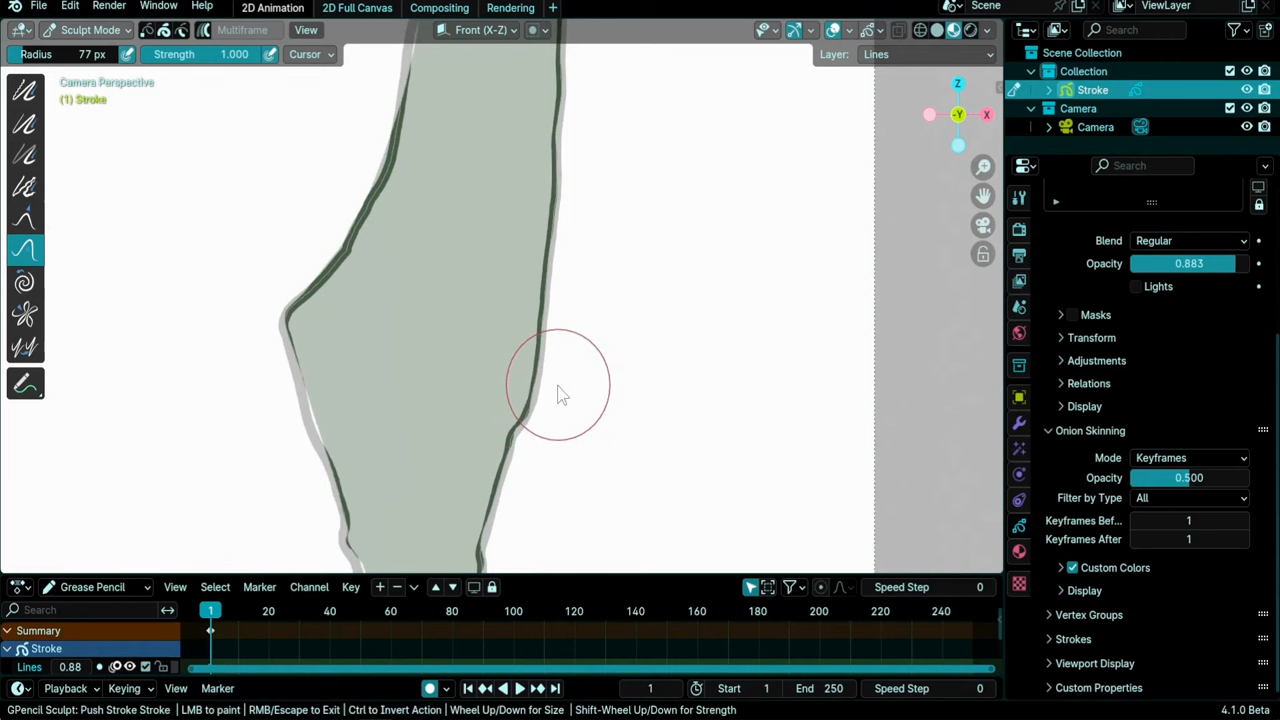 File Edit Render Window Help 2D Animation 2D Full Canvas Compositing Rendering + Scene ViewLayer
Sculpt Mode Multiframe View Front (X-Z) Search
Radius 77 px Strength 1.000 Cursor Layer: Lines
Scene Collection
Collection
Stroke
Camera
Camera
Camera Perspective
(1) Stroke
Z
-Y X
Search
Blend Regular
Opacity 0.883
Lights
Masks
Transform
Adjustments
Relations
Display
Onion Skinning
Mode Keyframes
Opacity 0.500
Filter by Type All
Keyframes Bef... 1
Keyframes After 1
Custom Colors
Display
Vertex Groups
Strokes
Viewport Display
Custom Properties
Grease Pencil View Select Marker Channel Key Speed Step 0
Search 1 20 40 60 80 100 120 140 160 180 200 220 240
Summary
Stroke
Lines 0.88
Playback Keying View Marker 1 Start 1 End 250 Speed Step 0
GPencil Sculpt: Push Stroke Stroke | LMB to paint | RMB/Escape to Exit | Ctrl to Invert Action | Wheel Up/Down for Size | Shift-Wheel Up/Down for Strength 4.1.0 Beta